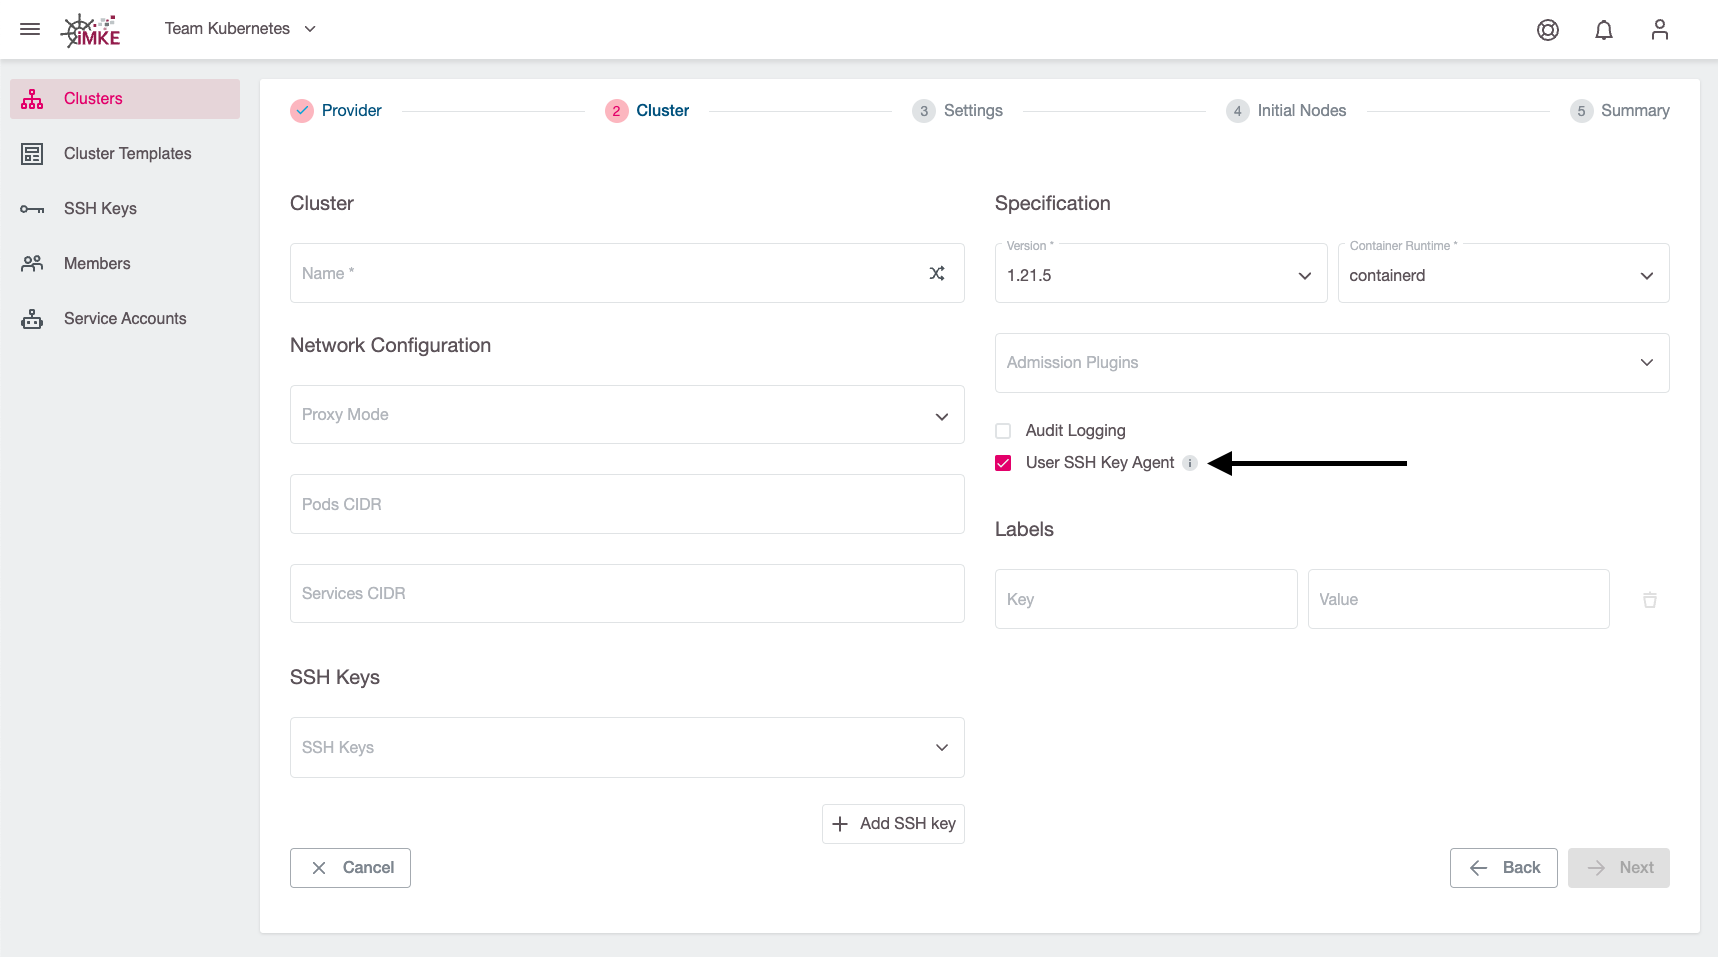 iMKE
Team Kubernetes
Clusters
Cluster Templates
SSH Keys
Members
Service Accounts
Provider
2 Cluster
3 Settings
4 Initial Nodes
5 Summary
Cluster
Name *
Network Configuration
Proxy Mode
Pods CIDR
Services CIDR
SSH Keys
SSH Keys
+ Add SSH key
Cancel
Specification
Version *
1.21.5
Container Runtime *
containerd
Admission Plugins
Audit Logging
User SSH Key Agent i
Labels
Key
Value
Back
Next